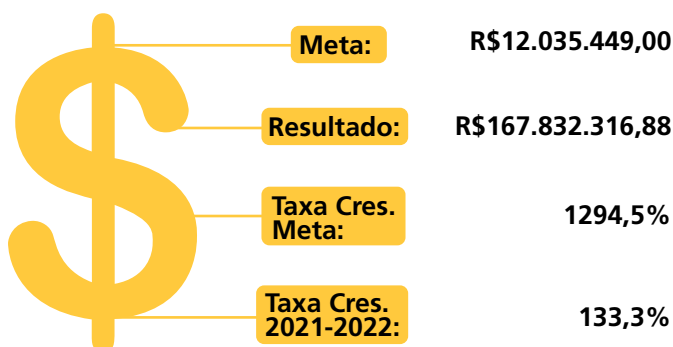 Meta: R$12.035.449,00
Resultado: R$167.832.316,88
Taxa Cres.
Meta: 1294,5%
Taxa Cres.
2021-2022: 133,3%